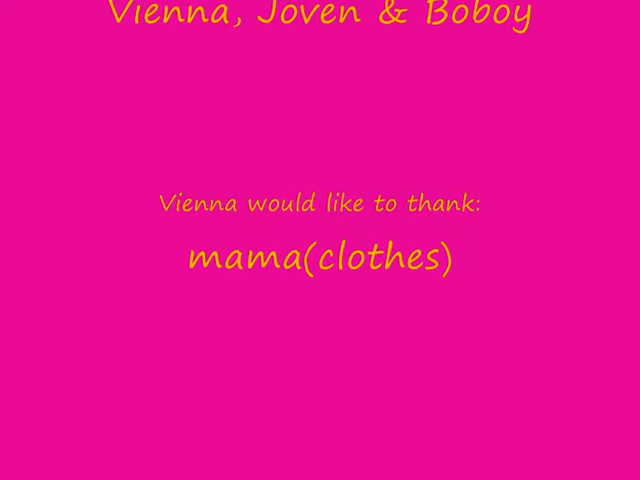 Vienna, Joven & Boboy
Vienna would like to thank:
mama(clothes)